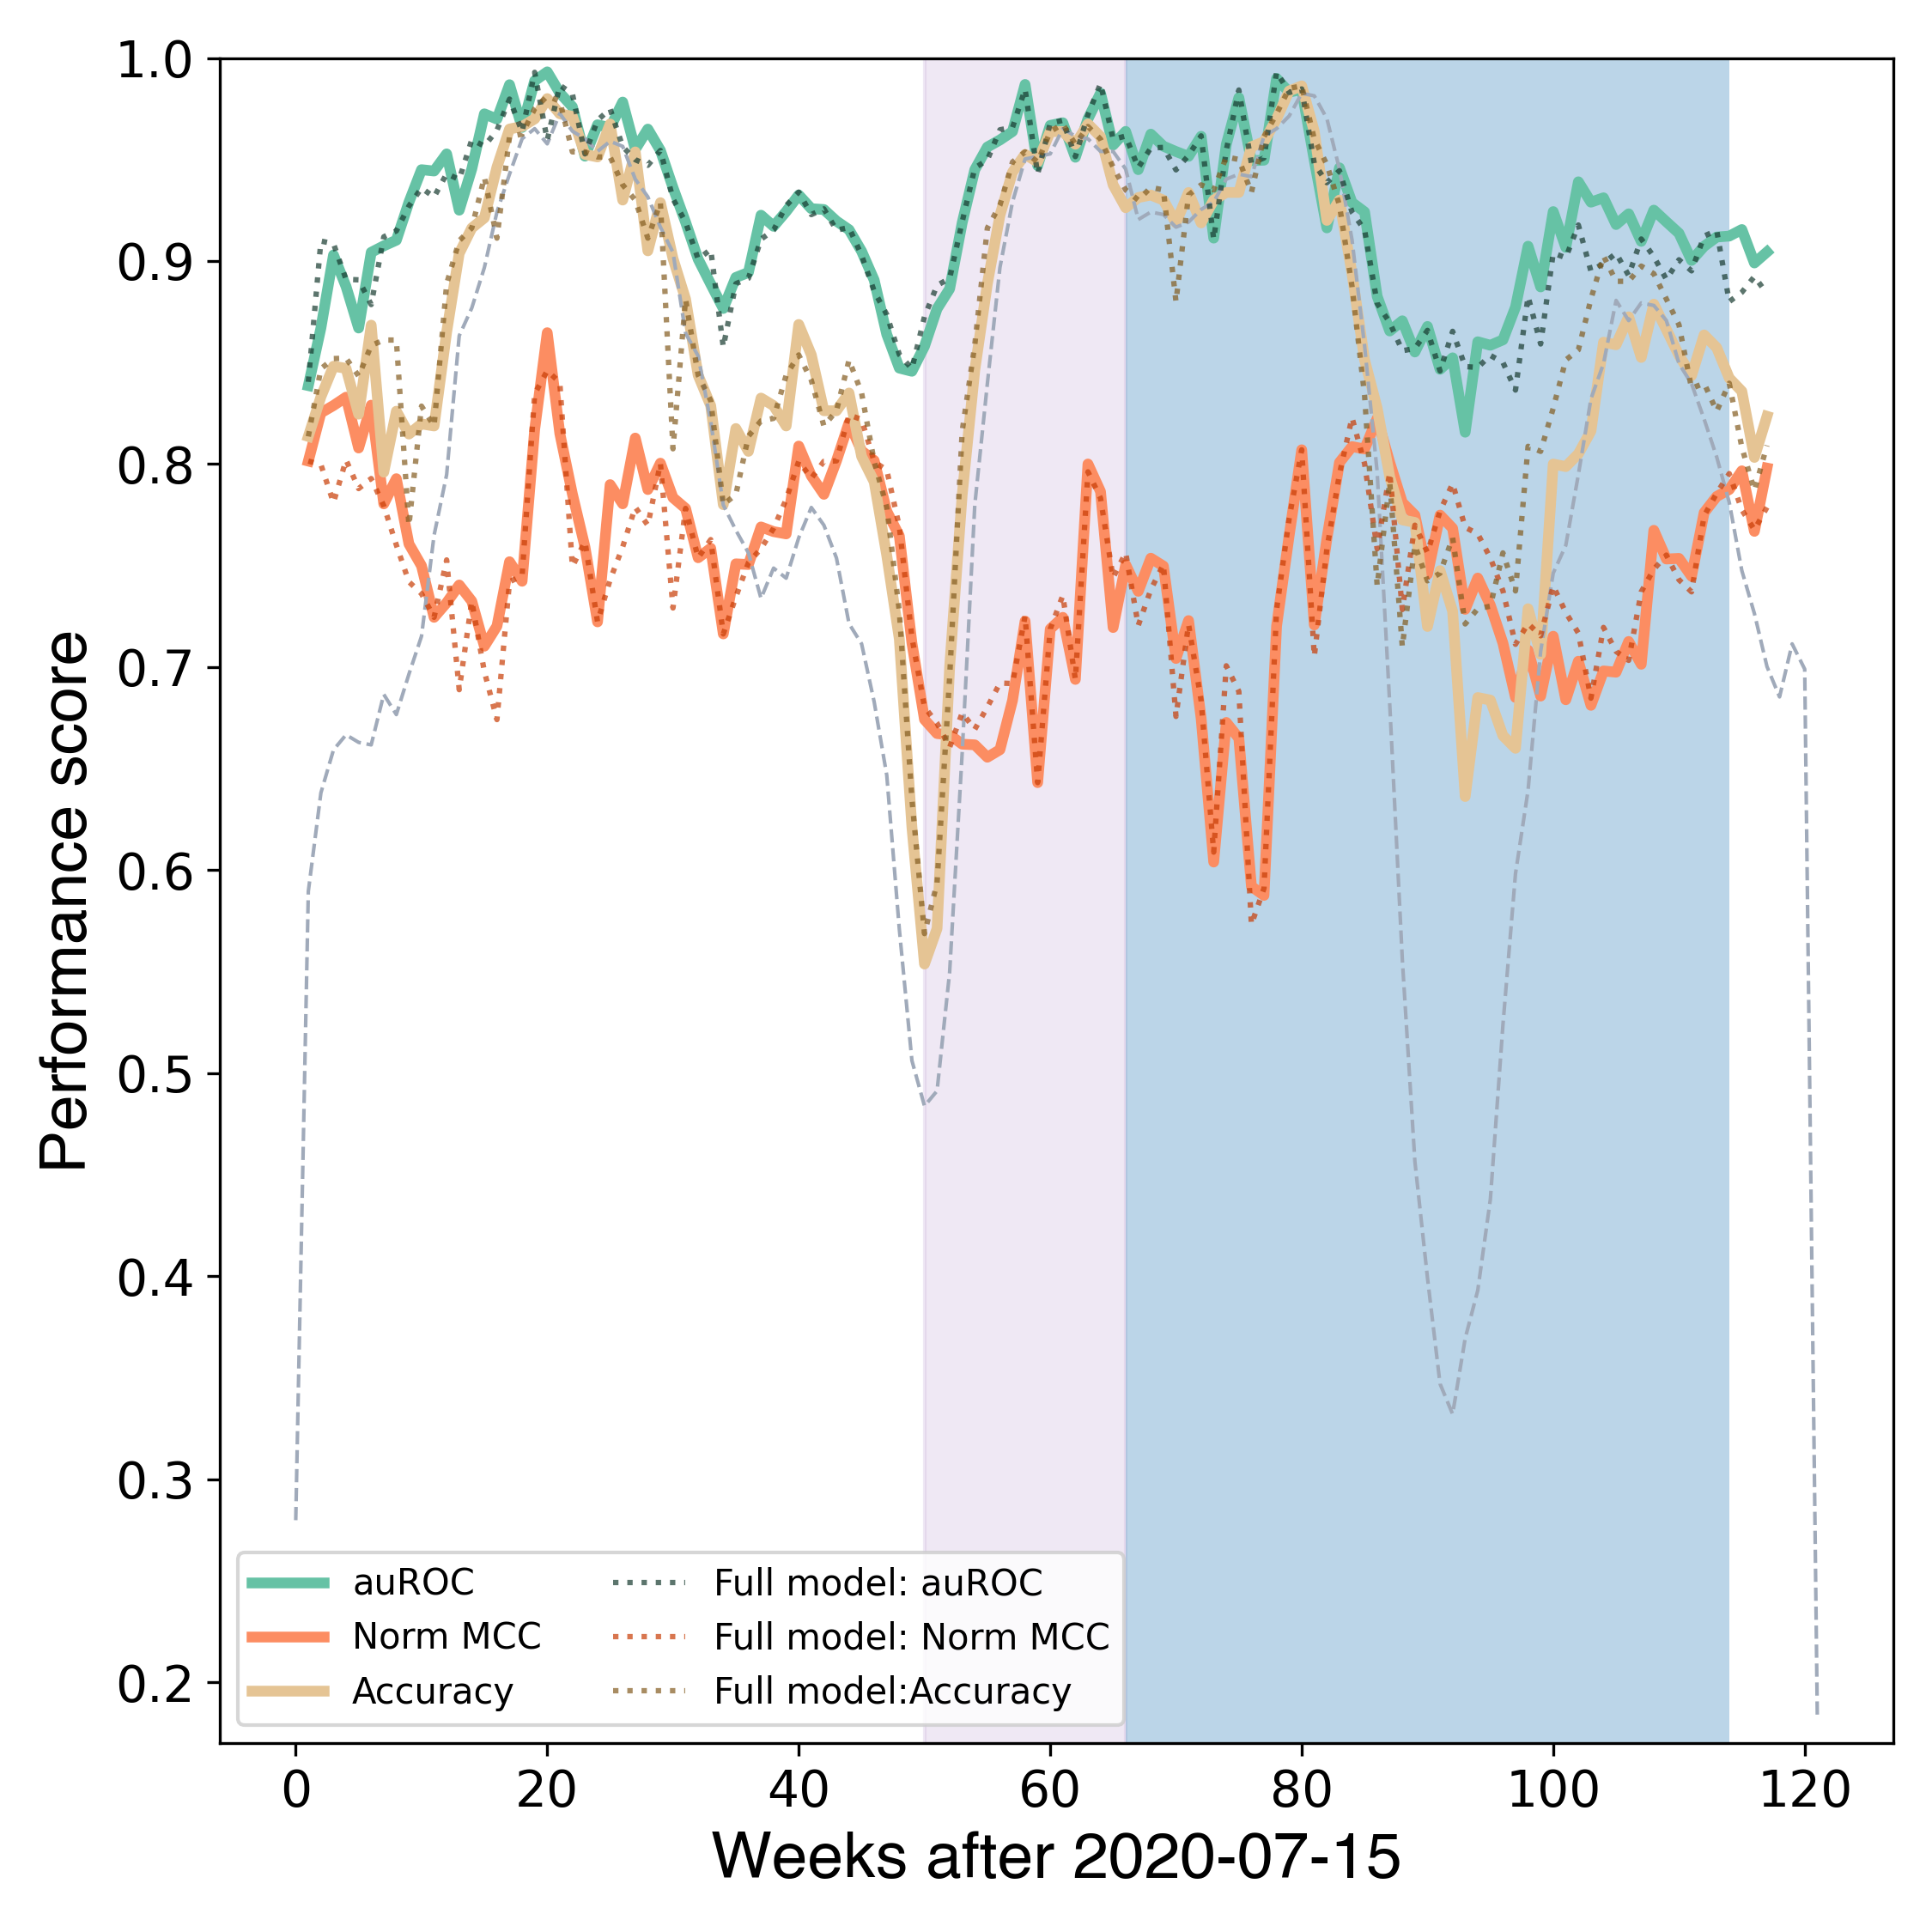 1.0
0.9
0.8
0.7
0.6
0.5
0.4
0.3
0.2
Performance score
auROC
Norm MCC
Accuracy
Full model: auROC
Full model: Norm MCC
Full model:Accuracy
0 20 40 60 80 100 120
Weeks after 2020-07-15